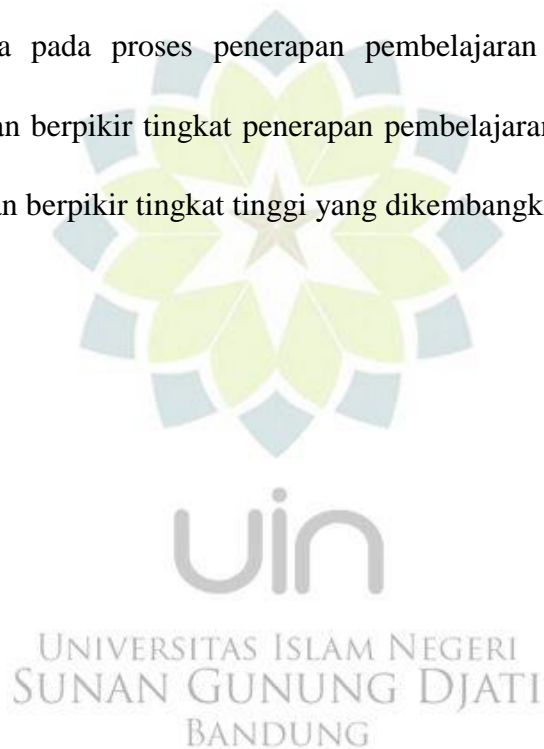 a pada proses penerapan pembelajaran
an berpikir tingkat penerapan pembelajaran
an berpikir tingkat tinggi yang dikembangk
uin
UNIVERSITAS ISLAM NEGERI
SUNAN GUNUNG DJATI
BANDUNG